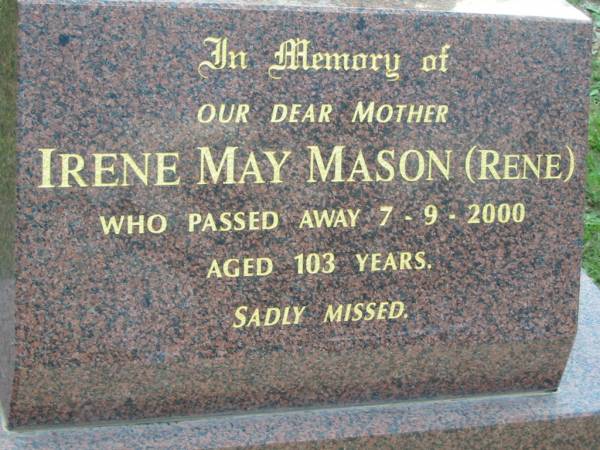 In Memory of
OUR DEAR MOTHER
IRENE MAY MASON (RENE)
WHO PASSED AWAY 7 - 9 - 2000
AGED 103 YEARS.
SADLY MISSED.